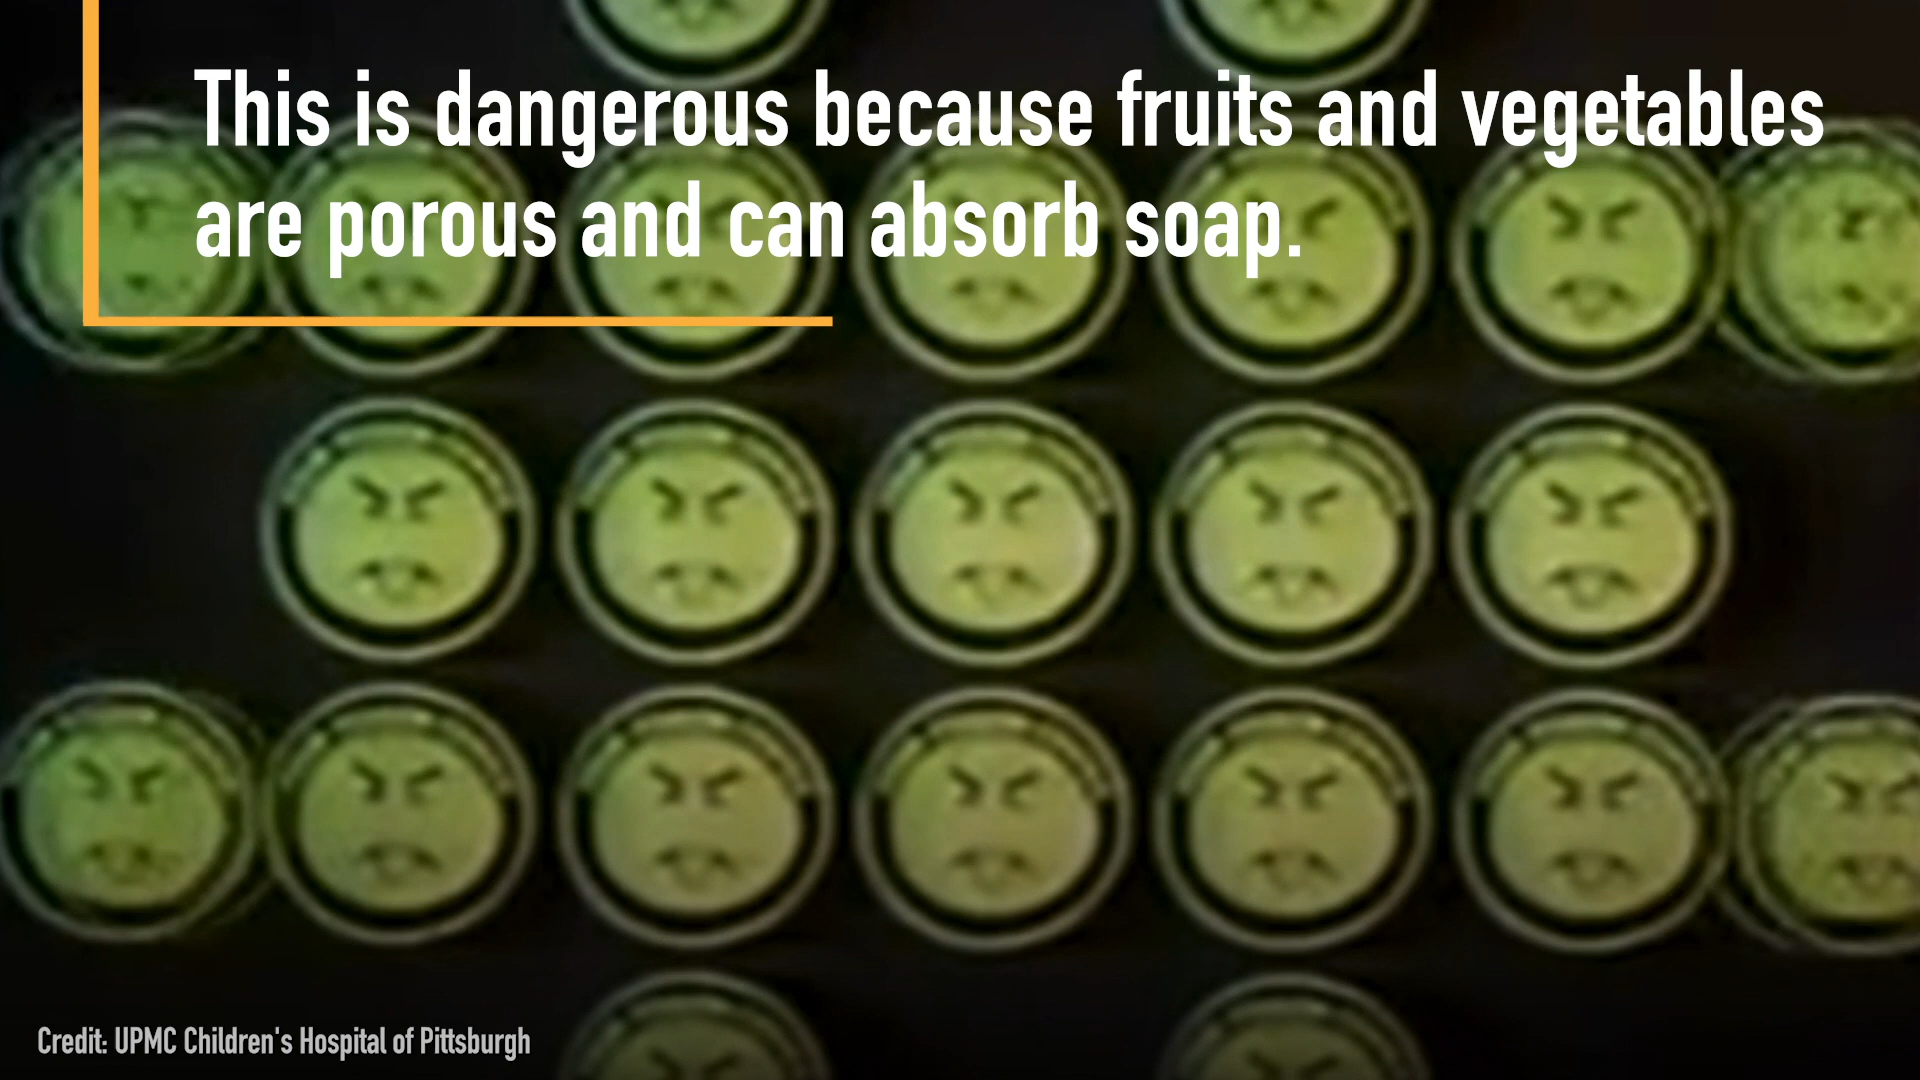 This is dangerous because fruits and vegetables
are porous and can absorb soap.
Credit: UPMC Children's Hospital of Pittsburgh